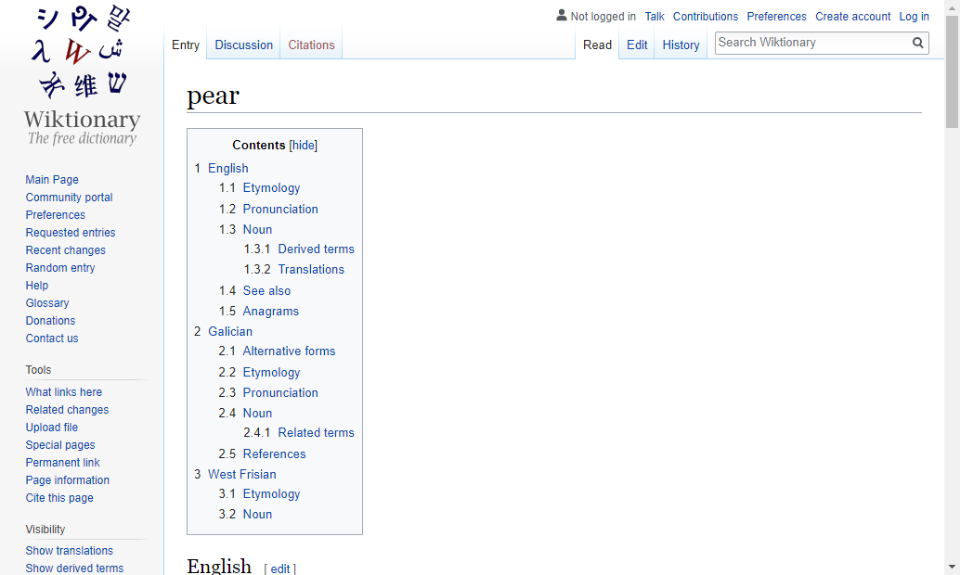 シ
Wiktionary
The free dictionary
Main Page
Community portal
Preferences
Requested entries
Recent changes
Random entry
Help
Glossary
Donations
Contact us
Tools
What links here
Related changes
Upload file
Special pages
Permanent link
Page information
Cite this page
Visibility
Show translations
Show derived terms
Not logged in Talk Contributions Preferences Create account Log in
Entry Discussion Citations Read Edit History Search Wiktionary
pear
Contents [hide]
1 English
1.1 Etymology
1.2 Pronunciation
1.3 Noun
1.3.1 Derived terms
1.3.2 Translations
1.4 See also
1.5 Anagrams
2 Galician
2.1 Alternative forms
2.2 Etymology
2.3 Pronunciation
2.4 Noun
2.4.1 Related terms
2.5 References
3 West Frisian
3.1 Etymology
3.2 Noun
English [ edit ]